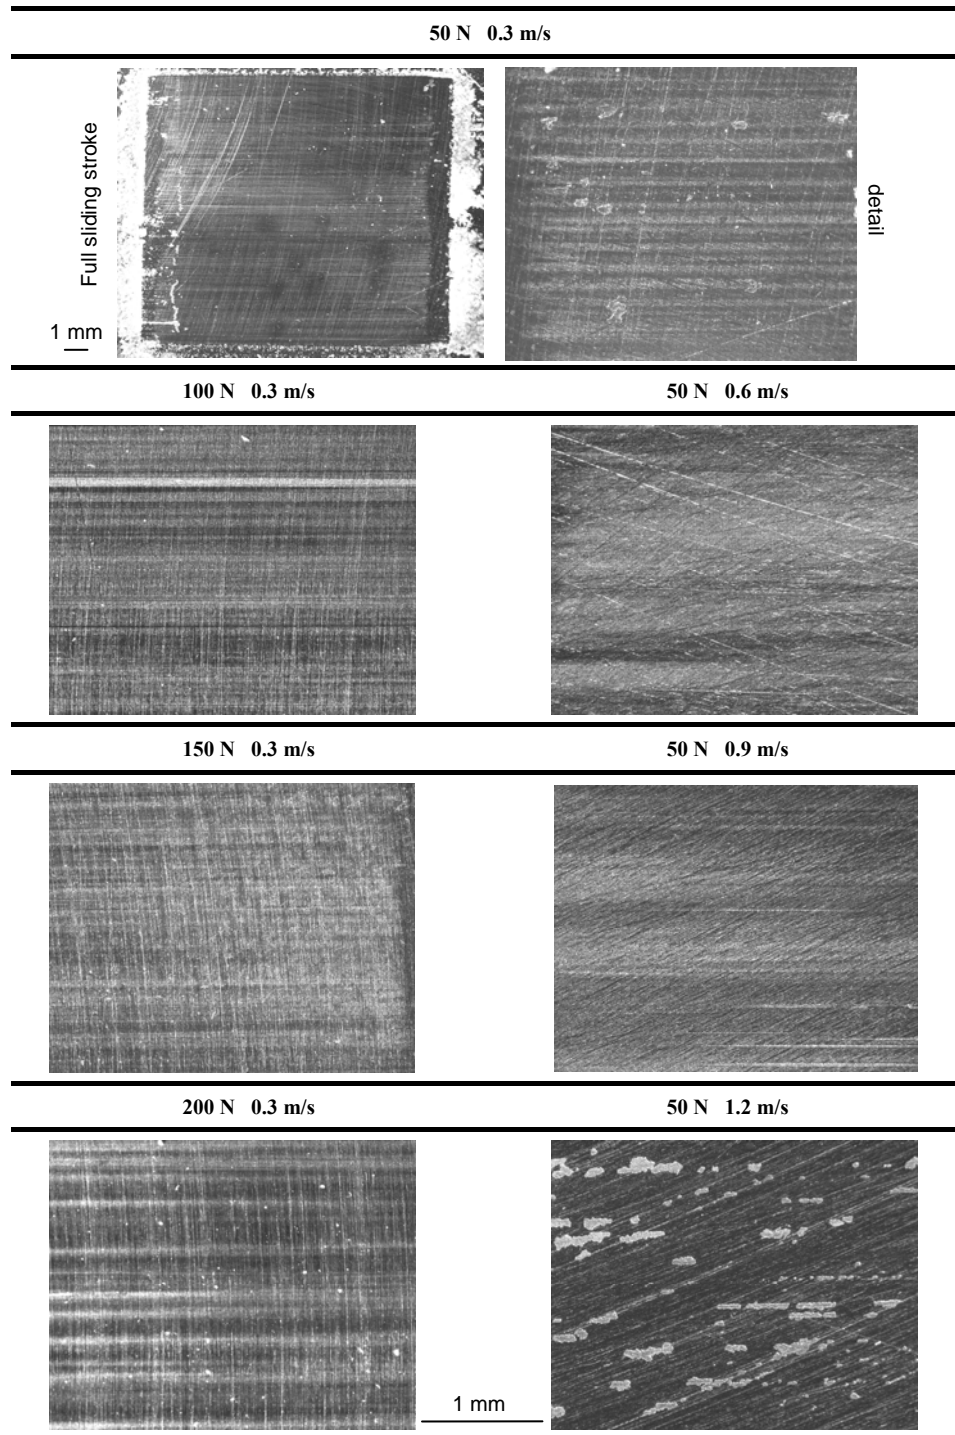 50 N 0.3 m/s
Full sliding stroke
detail
1 mm
100 N 0.3 m/s
50 N 0.6 m/s
150 N 0.3 m/s
50 N 0.9 m/s
200 N 0.3 m/s
50 N 1.2 m/s
1 mm